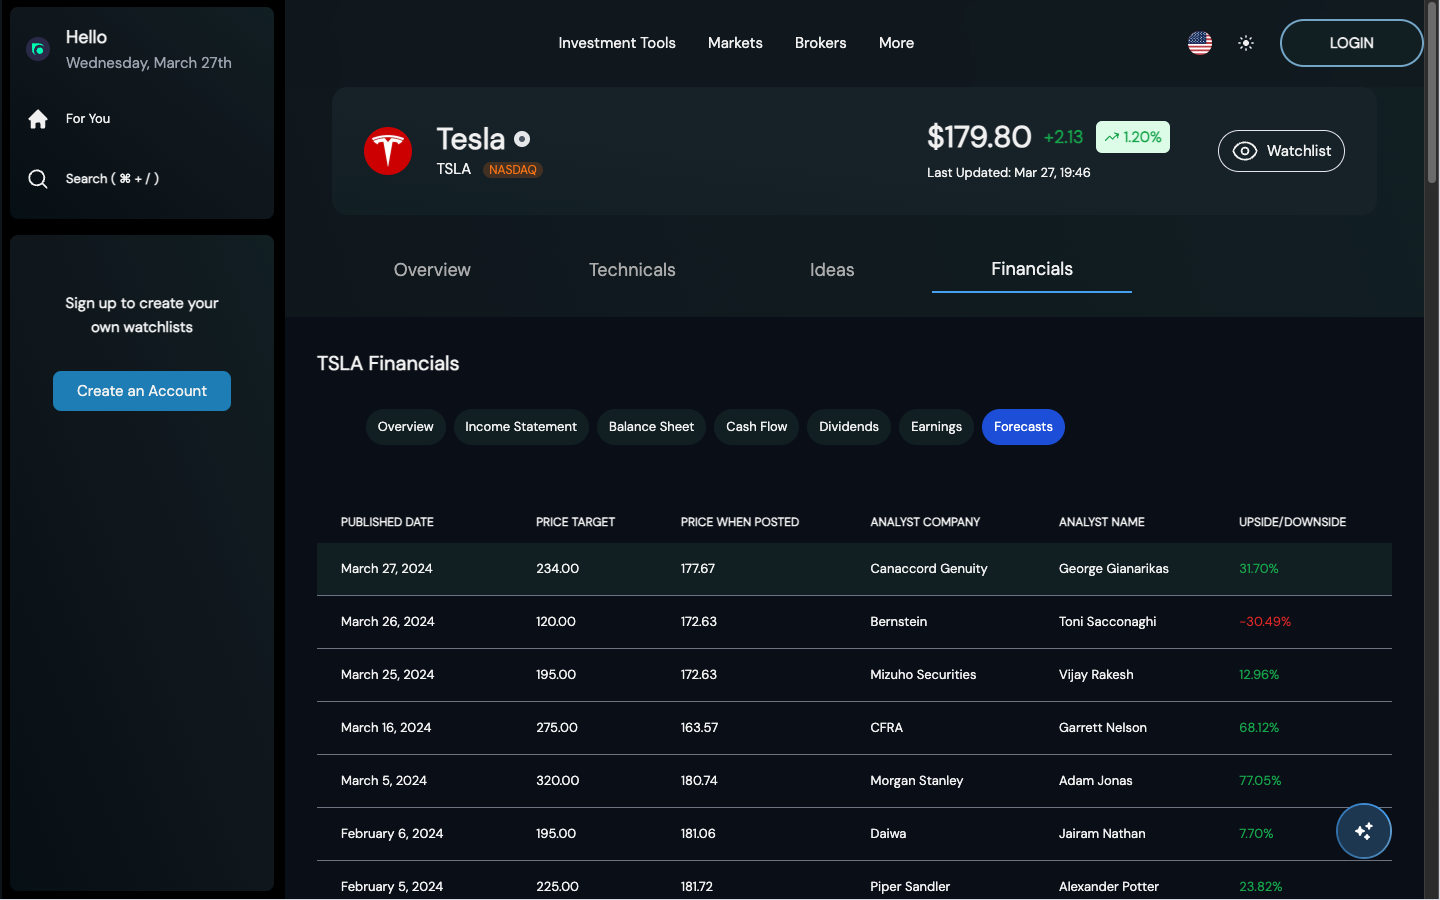 Hello
Wednesday, March 27th
For You
Search ( ⌘ + / )
Sign up to create your
own watchlists
Create an Account
Investment Tools Markets Brokers More
LOGIN
Tesla
TSLA NASDAQ
$179.80 +2.13 1.20%
Last Updated: Mar 27, 19:46
Watchlist
Overview Technicals Ideas Financials
TSLA Financials
Overview Income Statement Balance Sheet Cash Flow Dividends Earnings Forecasts
PUBLISHED DATE PRICE TARGET PRICE WHEN POSTED ANALYST COMPANY ANALYST NAME UPSIDE/DOWNSIDE
March 27, 2024 234.00 177.67 Canaccord Genuity George Gianarikas 31.70%
March 26, 2024 120.00 172.63 Bernstein Toni Sacconaghi -30.49%
March 25, 2024 195.00 172.63 Mizuho Securities Vijay Rakesh 12.96%
March 16, 2024 275.00 163.57 CFRA Garrett Nelson 68.12%
March 5, 2024 320.00 180.74 Morgan Stanley Adam Jonas 77.05%
February 6, 2024 195.00 181.06 Daiwa Jairam Nathan 7.70%
February 5, 2024 225.00 181.72 Piper Sandler Alexander Potter 23.82%